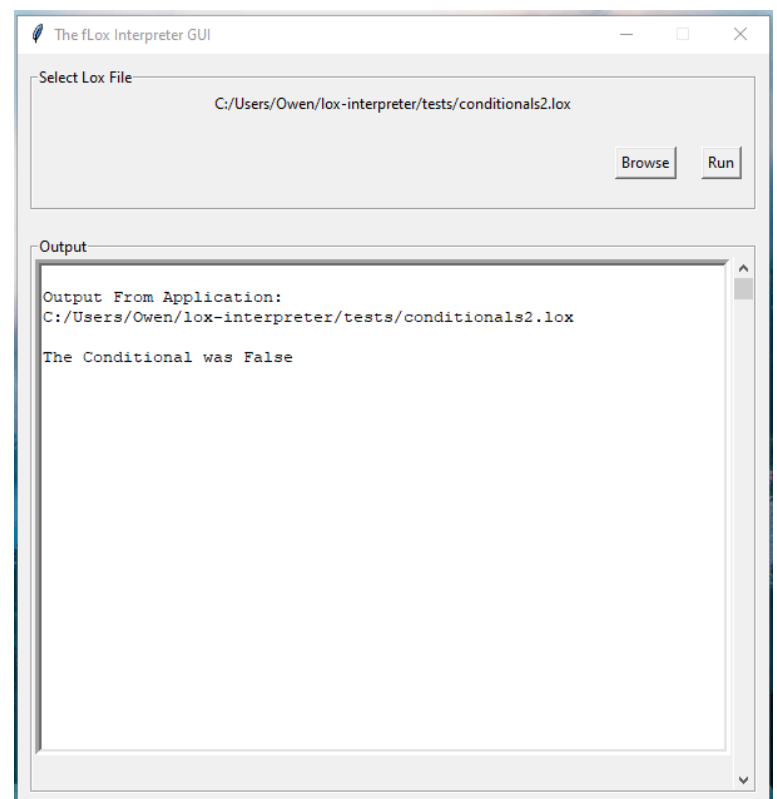 The fLox Interpreter GUI
Select Lox File
C:/Users/Owen/lox-interpreter/tests/conditionals2.lox
Browse Run
Output
Output From Application:
C:/Users/Owen/lox-interpreter/tests/conditionals2.lox
The Conditional was False